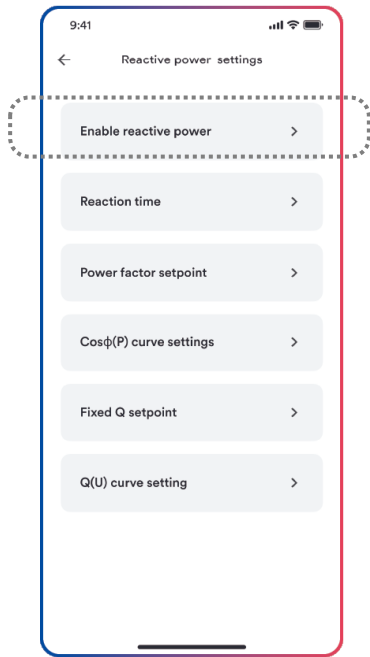 9:41
Reactive power settings
Enable reactive power
Reaction time
Power factor setpoint
Cosϕ(P) curve settings
Fixed Q setpoint
Q(U) curve setting